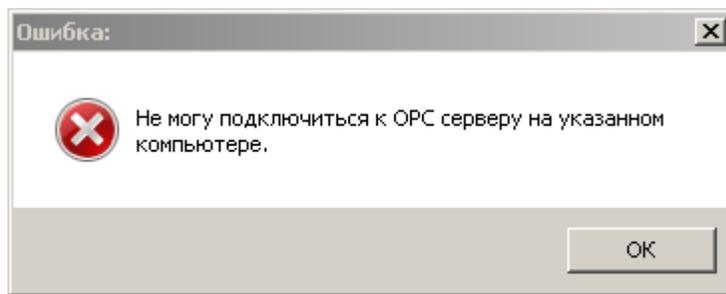 Ошибка:
Не могу подключиться к OPC серверу на указанном
компьютере.
OK